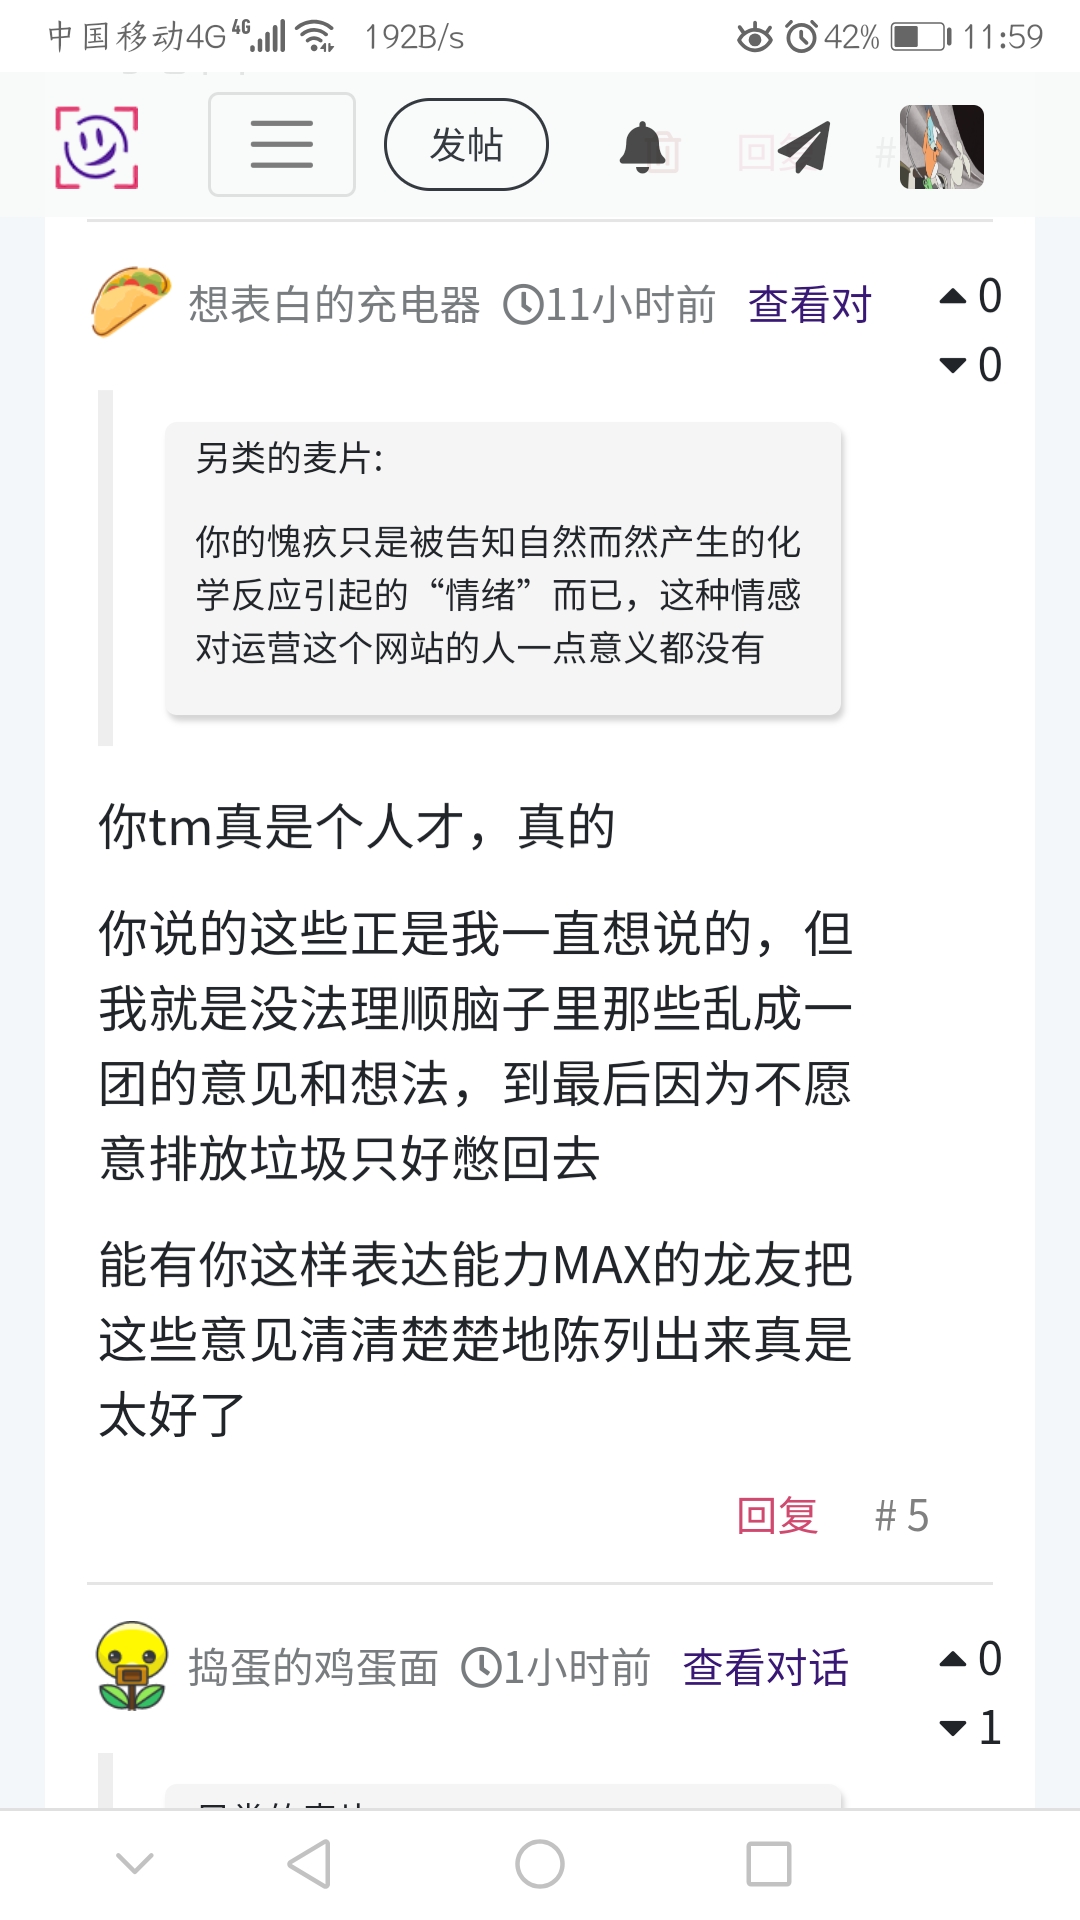 中国移动4G 4G 192B/s 42% 11:59
发帖 回复 #
想表白的充电器 11小时前 查看对 0
0
另类的麦片:
你的愧疚只是被告知自然而然产生的化
学反应引起的“情绪”而已，这种情感
对运营这个网站的人一点意义都没有
你tm真是个人才，真的
你说的这些正是我一直想说的，但
我就是没法理顺脑子里那些乱成一
团的意见和想法，到最后因为不愿
意排放垃圾只好憋回去
能有你这样表达能力MAX的龙友把
这些意见清清楚楚地陈列出来真是
太好了
回复 # 5
捣蛋的鸡蛋面 1小时前 查看对话 0
1